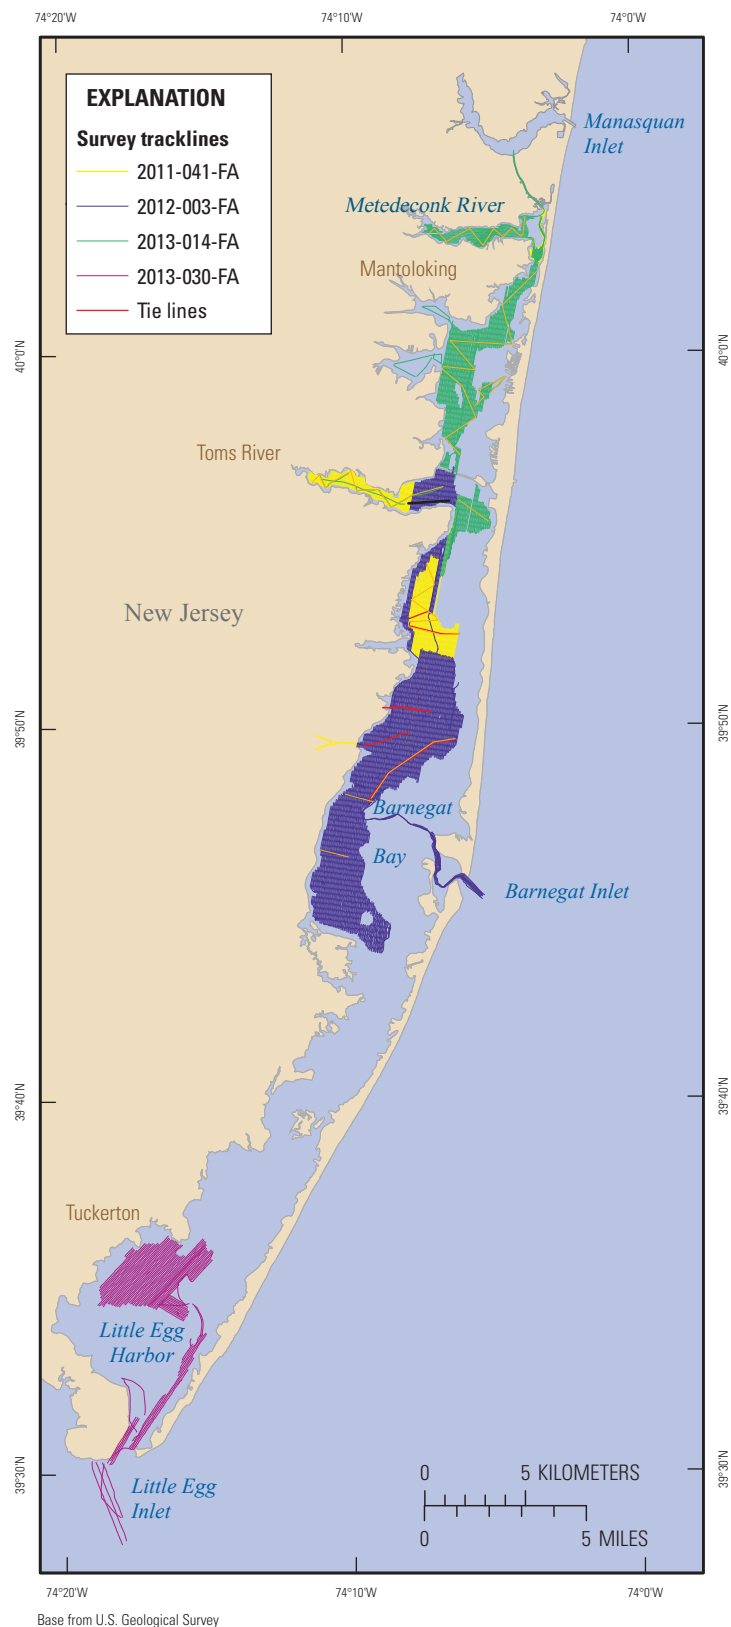 74°20'W 74°10'W 74°0'W
EXPLANATION
Survey tracklines
2011-041-FA
2012-003-FA
2013-014-FA
2013-030-FA
Tie lines
Manasquan
Inlet
Metedeconk River
Mantoloking
40°0'N 40°0'N
Toms River
New Jersey
39°50'N 39°50'N
Barnegat
Bay
Barnegat Inlet
39°40'N 39°40'N
Tuckerton
Little Egg
Harbor
39°30'N 39°30'N
Little Egg
Inlet
0 5 KILOMETERS
0 5 MILES
74°20'W 74°10'W 74°0'W
Base from U.S. Geological Survey